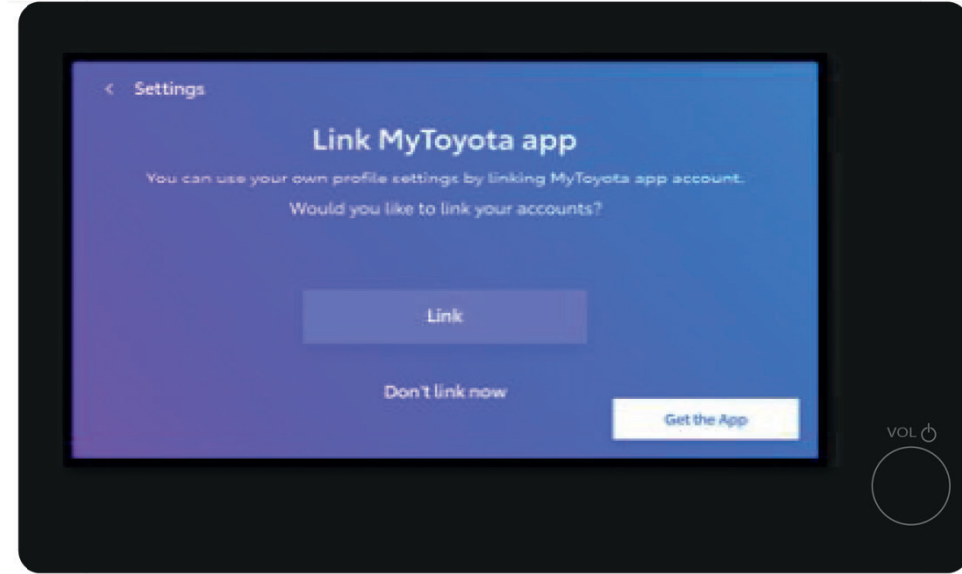 < Settings
Link MyToyota app
You can use your own profile settings by linking MyToyota app account.
Would you like to link your accounts?
Link
Don't link now
Get the App
VOL